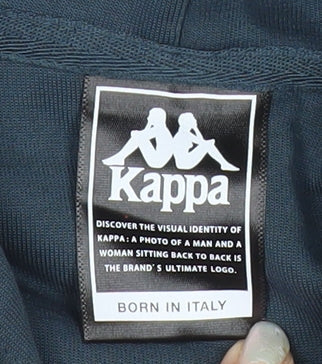 Kappa
DISCOVER THE VISUAL IDENTITY OF
KAPPA: A PHOTO OF A MAN AND A
WOMAN SITTING BACK TO BACK IS
THE BRAND'S ULTIMATE LOGO.
BORN IN ITALY